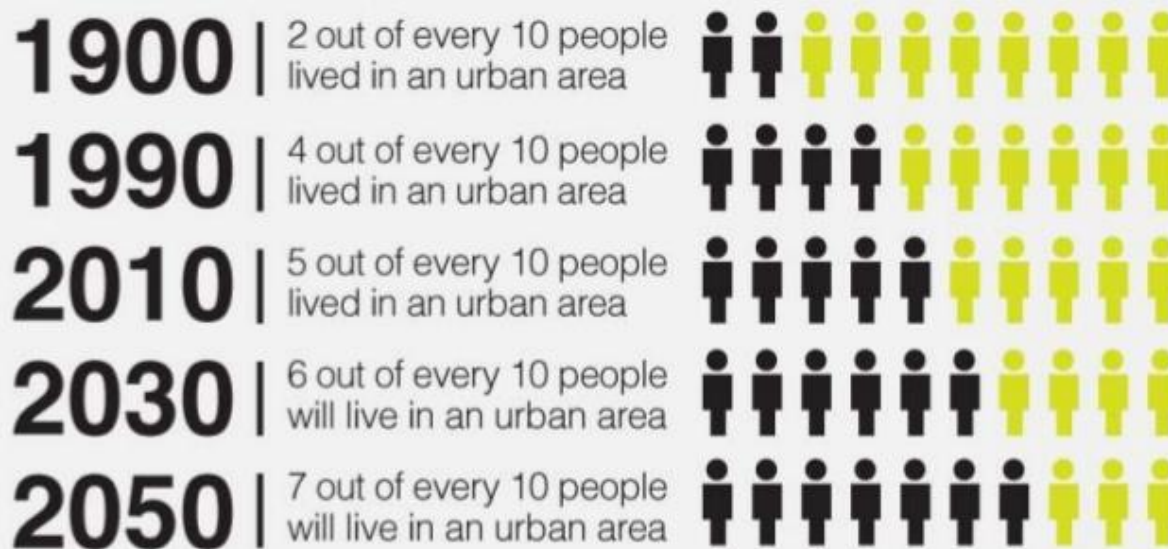 1900
2 out of every 10 people
lived in an urban area
1990
4 out of every 10 people
lived in an urban area
2010
5 out of every 10 people
lived in an urban area
2030
6 out of every 10 people
will live in an urban area
2050
7 out of every 10 people
will live in an urban area